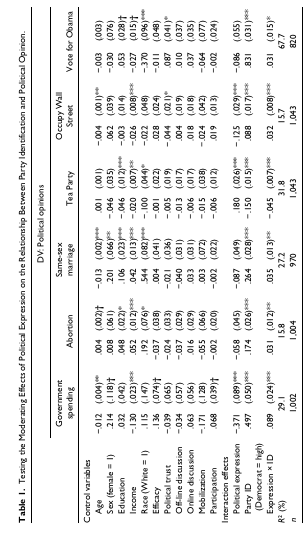 Table 1. Testing the Moderating Effects of Political Expression on the Relationship Between Party Identification and Political Opinion.
DV: Political opinions
Government spending Abortion Same-sex marriage Tea Party Occupy Wall Street Vote for Obama
Control variables
Age −.012 (.004)** .004 (.002)† −.013 (.002)*** .001 (.001) .004 (.001)** −.003 (.003)
Sex (female = 1) −.214 (.118)† .008 (.061) .201 (.066)** −.046 (.035) .062 (.039) −.030 (.076)
Education .032 (.042) .048 (.022)* .106 (.023)*** −.046 (.012)*** −.003 (.014) .053 (.028)†
Income −.130 (.023)*** .052 (.012)*** .042 (.013)** −.020 (.007)** −.026 (.008)*** −.027 (.015)†
Race (White = 1) .115 (.147) .192 (.076)* .544 (.082)*** −.100 (.044)* −.022 (.048) −.370 (.096)***
Efficacy .136 (.074)† −.037 (.038) .004 (.041) .001 (.022) .028 (.024) −.011 (.048)
Political trust −.039 (.065) −.024 (.033) −.021 (.036) −.005 (.019) .044 (.021)* .087 (.041)*
Off-line discussion −.034 (.057) −.037 (.029) −.040 (.031) −.013 (.017) .004 (.019) .010 (.037)
Online discussion .063 (.056) .016 (.029) .033 (.031) −.006 (.017) .019 (.018) .037 (.035)
Mobilization −.171 (.128) −.055 (.066) .003 (.072) −.015 (.038) −.024 (.042) −.064 (.077)
Participation .068 (.039)† −.002 (.020) −.002 (.022) .006 (.012) .019 (.013) −.002 (.024)
Interaction effects
Political expression −.371 (.089)*** −.058 (.045) −.087 (.049) .180 (.026)*** −.125 (.029)*** −.086 (.055)
Party ID (Democrat = high) .497 (.050)*** .174 (.026)*** .264 (.028)*** −.150 (.015)*** .088 (.017)*** .831 (.031)***
Expression × ID .089 (.024)*** .031 (.012)** .035 (.013)** −.045 (.007)*** .032 (.008)*** .031 (.015)*
R² (%) 29.1 15.8 27.2 31.8 15.7 67.7
n 1,002 1,004 970 1,043 1,043 820